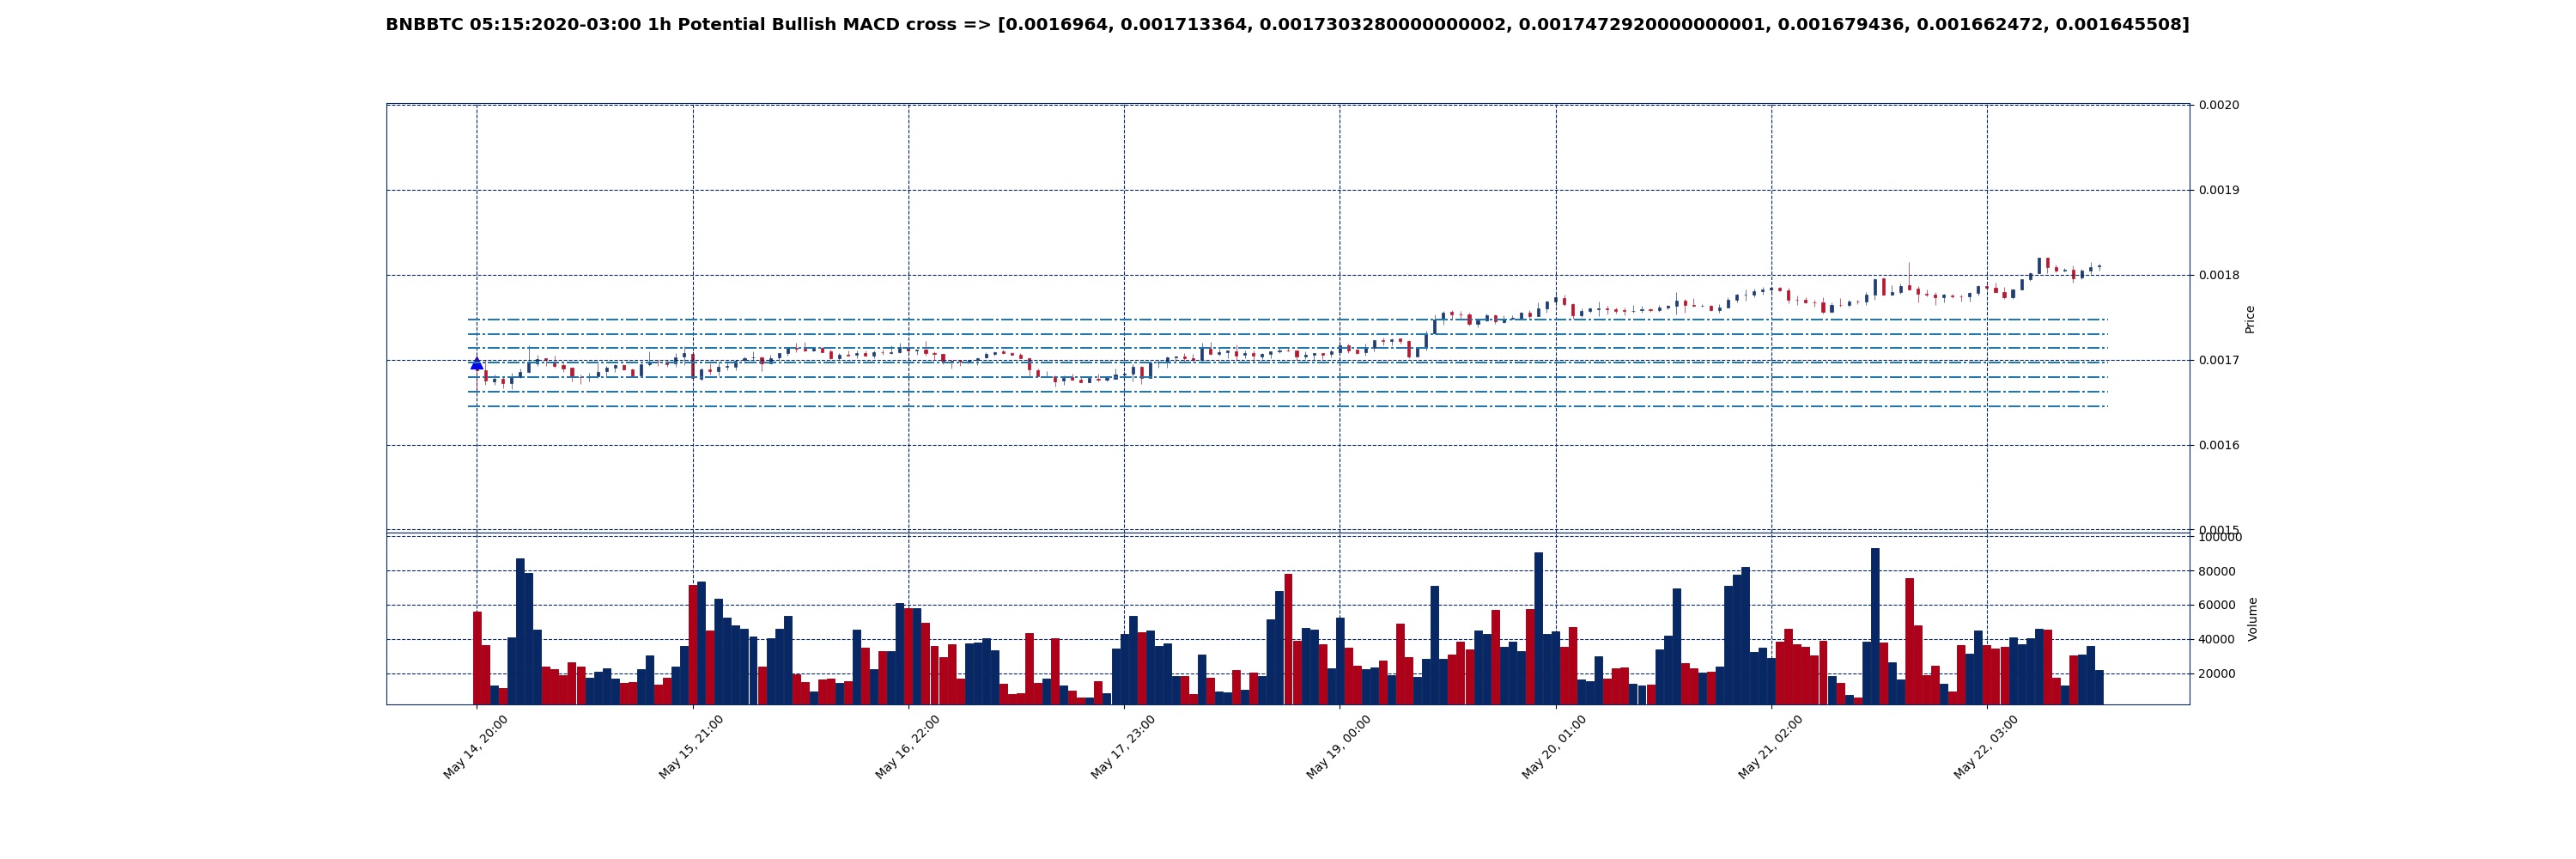 BNBBTC 05:15:2020-03:00 1h Potential Bullish MACD cross => [0.0016964, 0.001713364, 0.0017303280000000002, 0.0017472920000000001, 0.001679436, 0.001662472, 0.001645508]
0.0020
0.0019
0.0018
0.0017
0.0016
0.0015
Price
100000
80000
60000
40000
20000
Volume
May 14, 20:00
May 15, 21:00
May 16, 22:00
May 17, 23:00
May 19, 00:00
May 20, 01:00
May 21, 02:00
May 22, 03:00